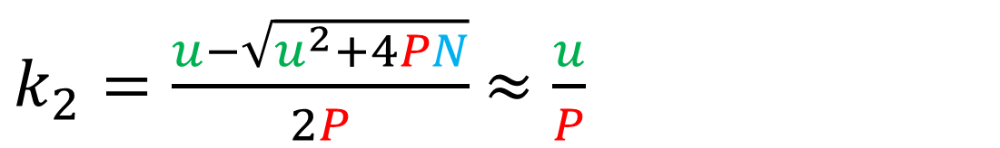 k₂ = (u−√(u²+4PN))/(2P) ≈ u/P